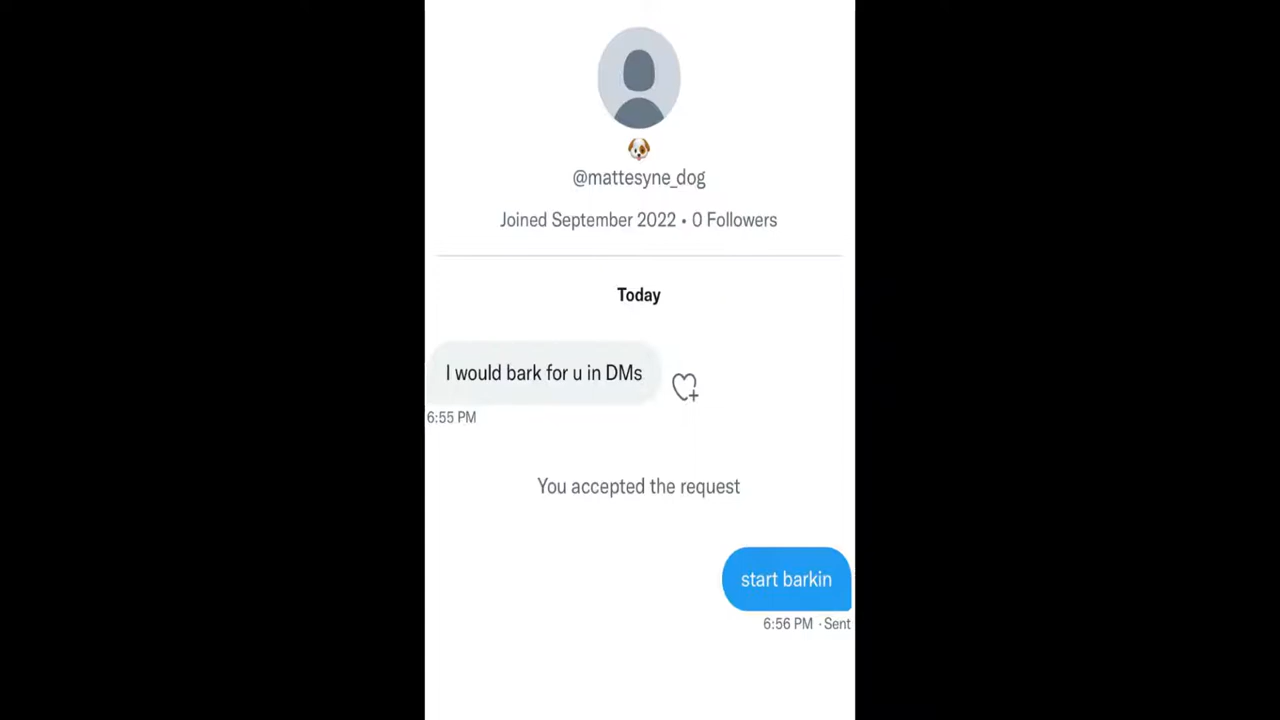 @mattesyne_dog
Joined September 2022 • 0 Followers
Today
I would bark for u in DMs
6:55 PM
You accepted the request
start barkin
6:56 PM · Sent